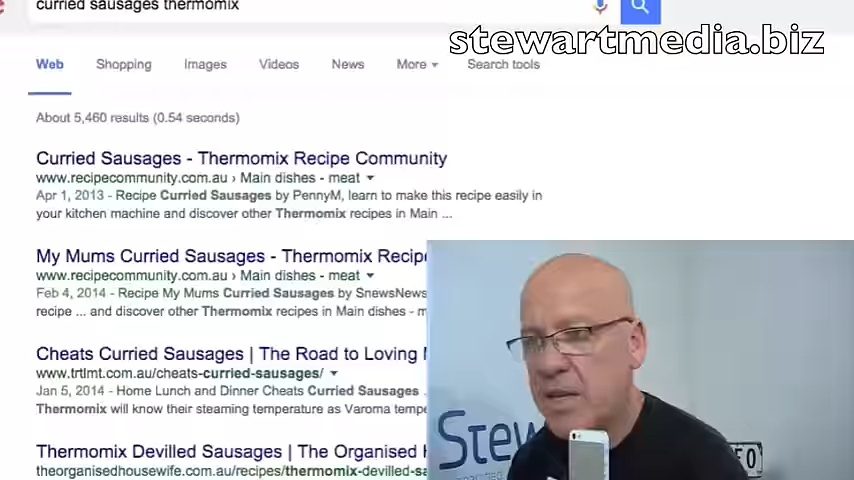 curried sausages thermomix
stewartmedia.biz
Web Shopping Images Videos News More Search tools
About 5,460 results (0.54 seconds)
Curried Sausages - Thermomix Recipe Community
www.recipecommunity.com.au › Main dishes - meat
Apr 1, 2013 - Recipe Curried Sausages by PennyM, learn to make this recipe easily in
your kitchen machine and discover other Thermomix recipes in Main ...
My Mums Curried Sausages - Thermomix Recipe
www.recipecommunity.com.au › Main dishes - meat
Feb 4, 2014 - Recipe My Mums Curried Sausages by SnewsNews
recipe ... and discover other Thermomix recipes in Main dishes - m
Cheats Curried Sausages | The Road to Loving
www.trtlmt.com.au/cheats-curried-sausages/
Jan 5, 2014 - Home Lunch and Dinner Cheats Curried Sausages
Thermomix will know their steaming temperature as Varoma tempe
Thermomix Devilled Sausages | The Organised
theorganisedhousewife.com.au/recipes/thermomix-devilled-sa
Stew